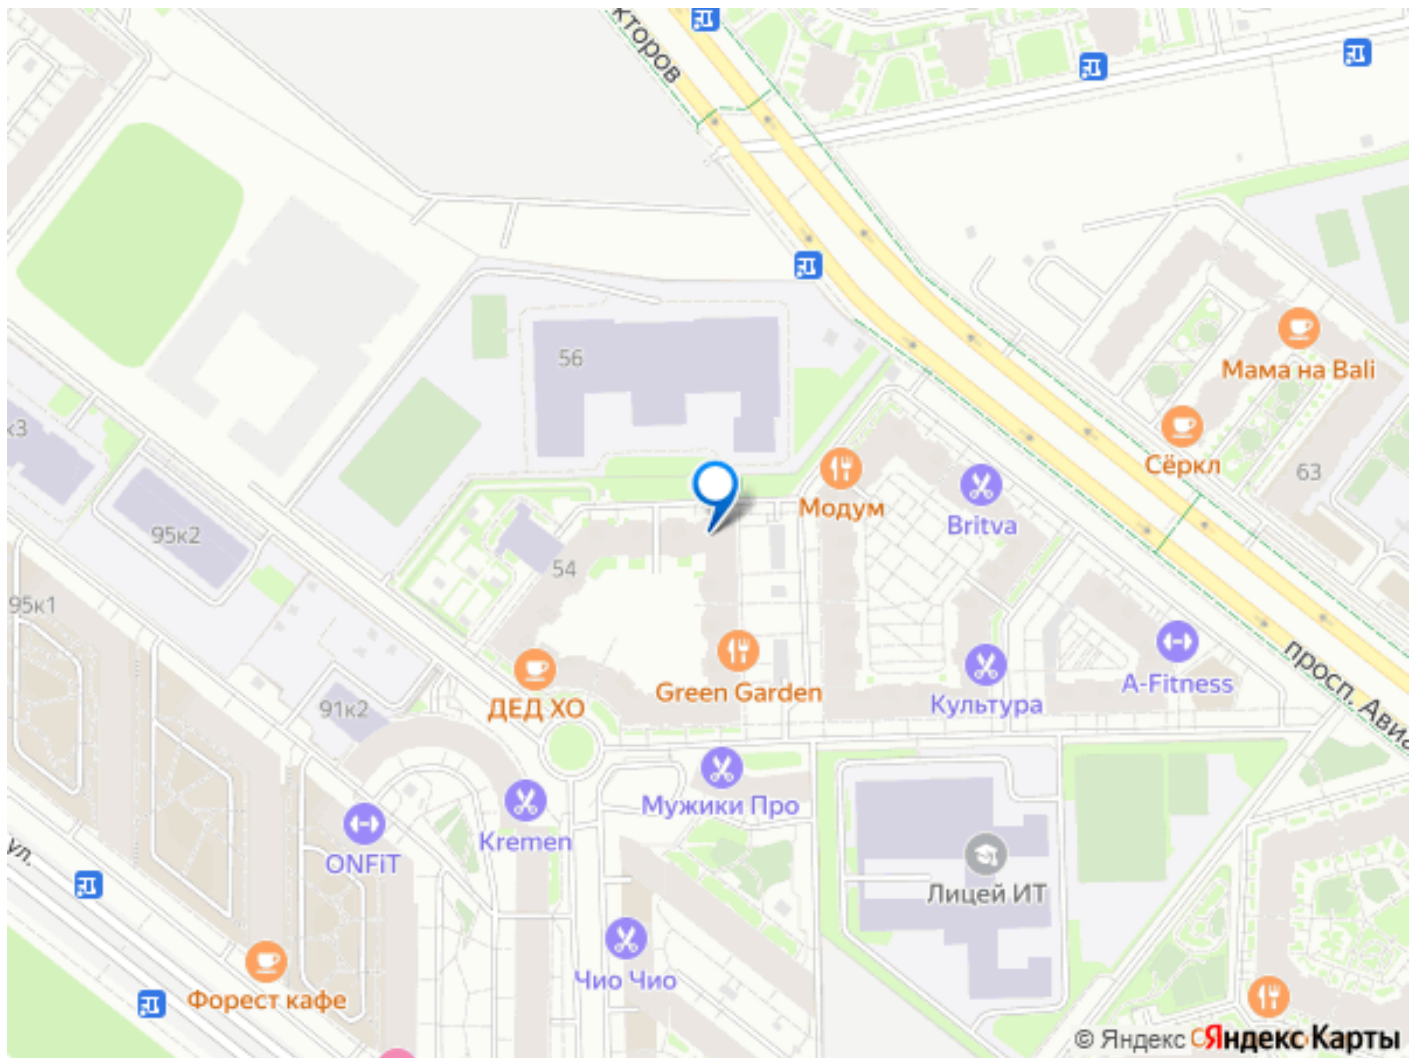 кторов
Мама на Bali
56
к3
Сёркл
63
Модум
Britva
95к2
54
95к1
просп. Авиа
A-Fitness
Green Garden
ДЕД ХО
91к2
Культура
Мужики Про
Kremen
ONFiT
ул.
Лицей ИТ
Чио Чио
Форест кафе
© Яндекс Яндекс Карты